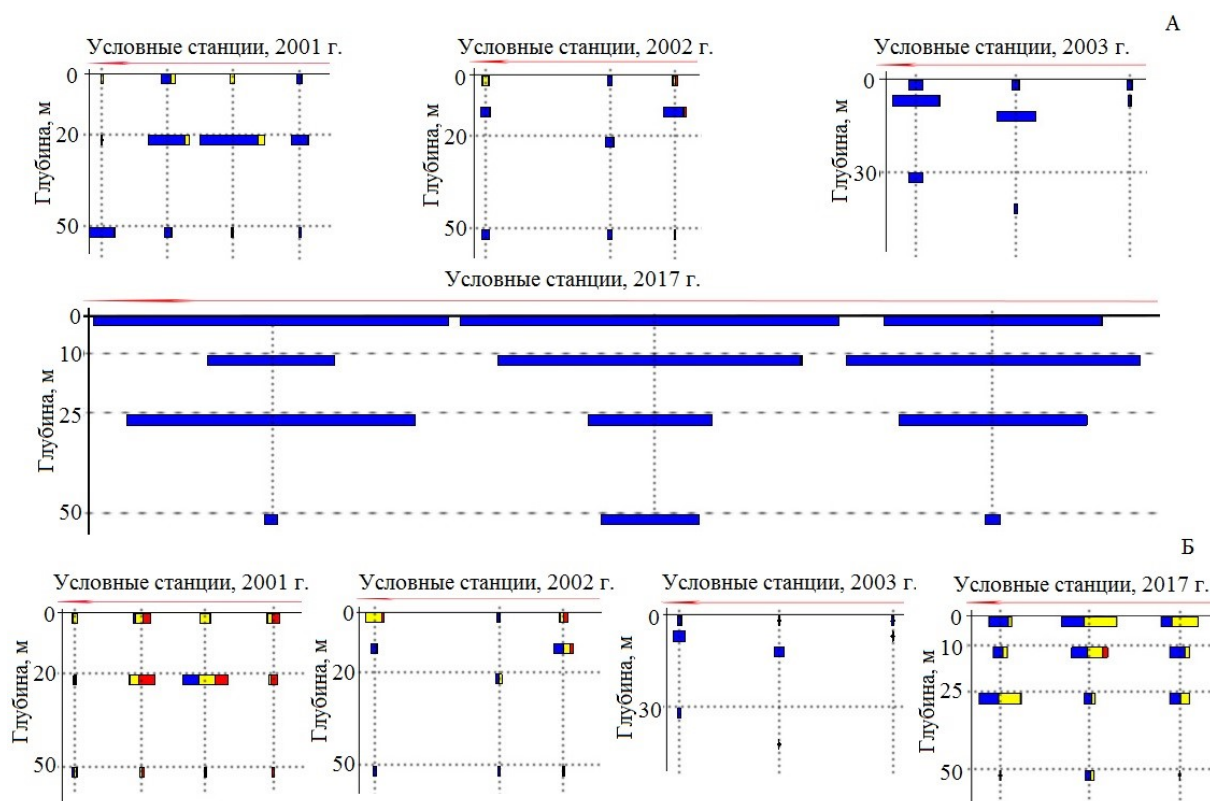 А
Условные станции, 2001 г.
Условные станции, 2002 г.
Условные станции, 2003 г.
Глубина, м
0
20
50
Глубина, м
0
20
50
Глубина, м
0
30
Условные станции, 2017 г.
Глубина, м
0
10
25
50
Б
Условные станции, 2001 г.
Условные станции, 2002 г.
Условные станции, 2003 г.
Условные станции, 2017 г.
Глубина, м
0
20
50
Глубина, м
0
20
50
Глубина, м
0
30
Глубина, м
0
10
25
50